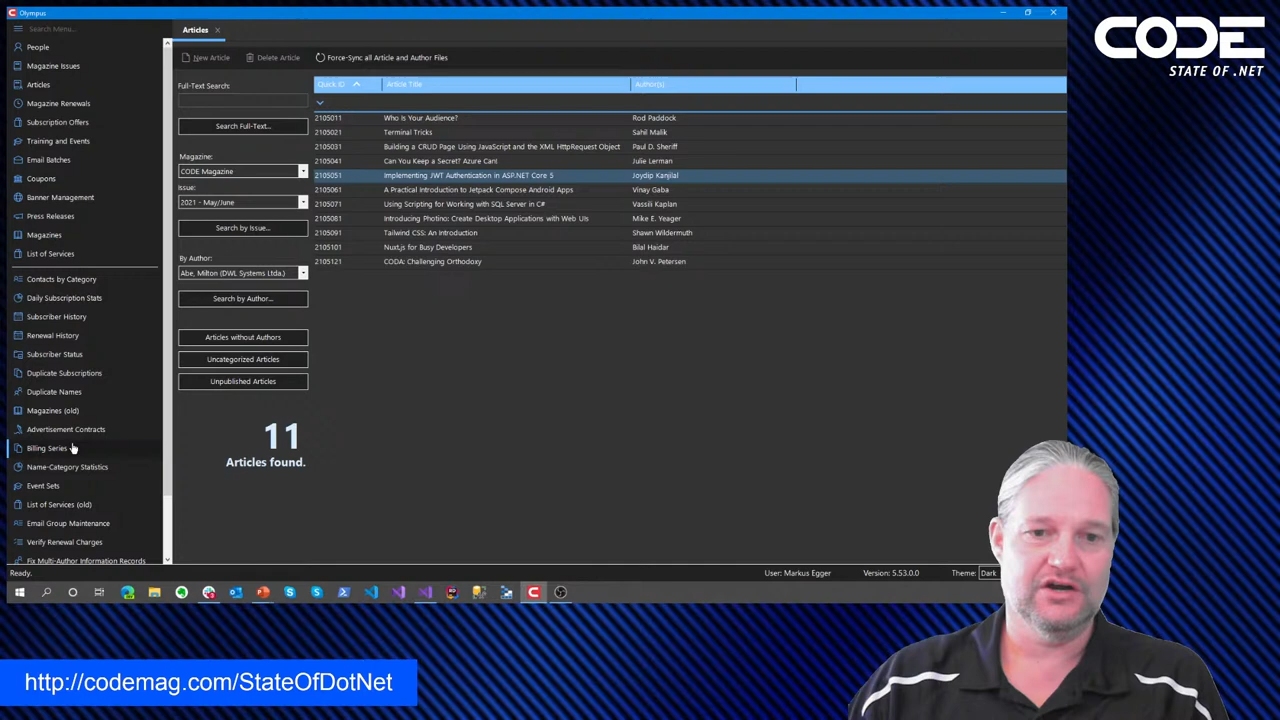 Olympus
Search Menu...
People
Magazine Issues
Articles
Magazine Renewals
Subscription Offers
Training and Events
Email Batches
Coupons
Banner Management
Press Releases
Magazines
List of Services
Contacts by Category
Daily Subscription Stats
Subscriber History
Renewal History
Subscriber Status
Duplicate Subscriptions
Duplicate Names
Magazines (old)
Advertisement Contracts
Billing Series
Name-Category Statistics
Event Sets
List of Services (old)
Email Group Maintenance
Verify Renewal Charges
Fix Multi-Author Information Records
Articles
New Article
Delete Article
Force-Sync all Article and Author Files
Full-Text Search:
Search Full-Text...
Magazine:
CODE Magazine
Issue:
2021 - May/June
Search by Issue...
By Author:
Abe, Milton (DWL Systems Ltda.)
Search by Author...
Articles without Authors
Uncategorized Articles
Unpublished Articles
11
Articles found.
Quick ID Article Title Author(s)
2105011 Who Is Your Audience? Rod Paddock
2105021 Terminal Tricks Sahil Malik
2105031 Building a CRUD Page Using JavaScript and the XML HttpRequest Object Paul D. Sheriff
2105041 Can You Keep a Secret? Azure Can! Julie Lerman
2105051 Implementing JWT Authentication in ASP.NET Core 5 Joydip Kanjilal
2105061 A Practical Introduction to Jetpack Compose Android Apps Vinay Gaba
2105071 Using Scripting for Working with SQL Server in C# Vassili Kaplan
2105081 Introducing Photino: Create Desktop Applications with Web UIs Mike E. Yeager
2105091 Tailwind CSS: An Introduction Shawn Wildermuth
2105101 Nuxt.js for Busy Developers Bilal Haidar
2105121 CODA: Challenging Orthodoxy John V. Petersen
Ready.
User: Markus Egger
Version: 5.53.0.0
Theme: Dark
CODE
STATE OF .NET
http://codemag.com/StateOfDotNet